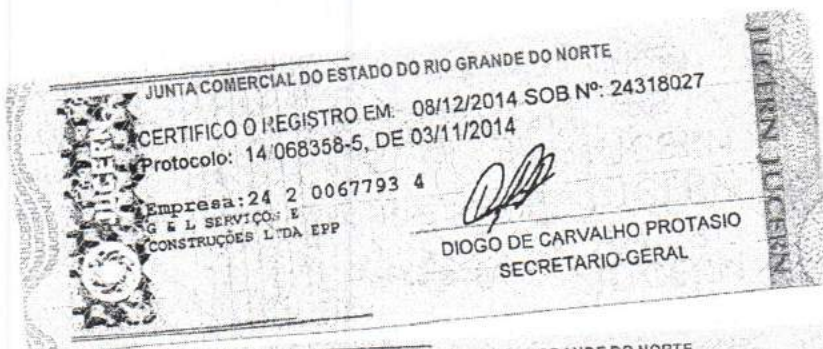 JUNTA COMERCIAL DO ESTADO DO RIO GRANDE DO NORTE
CERTIFICO O REGISTRO EM: 08/12/2014 SOB Nº: 24318027
Protocolo: 14/068358-5, DE 03/11/2014
Empresa:24 2 0067793 4
G E L SERVIÇOS E
CONSTRUÇÕES LTDA EPP
DIOGO DE CARVALHO PROTASIO
SECRETARIO-GERAL
JUCERN JUCERN
DO NORTE